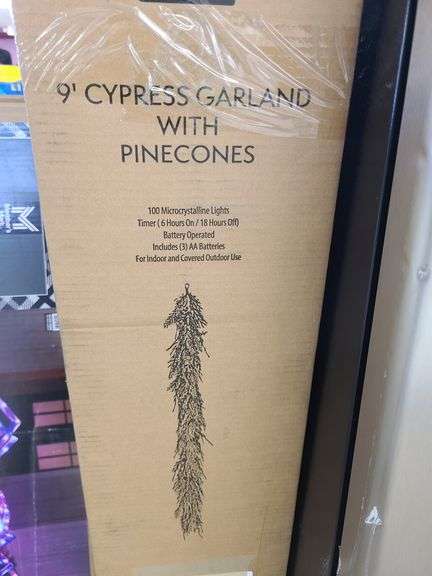 9' CYPRESS GARLAND
WITH
PINECONES
100 Microcrystalline Lights
Timer ( 6 Hours On / 18 Hours Off)
Battery Operated
Includes (3) AA Batteries
For Indoor and Covered Outdoor Use